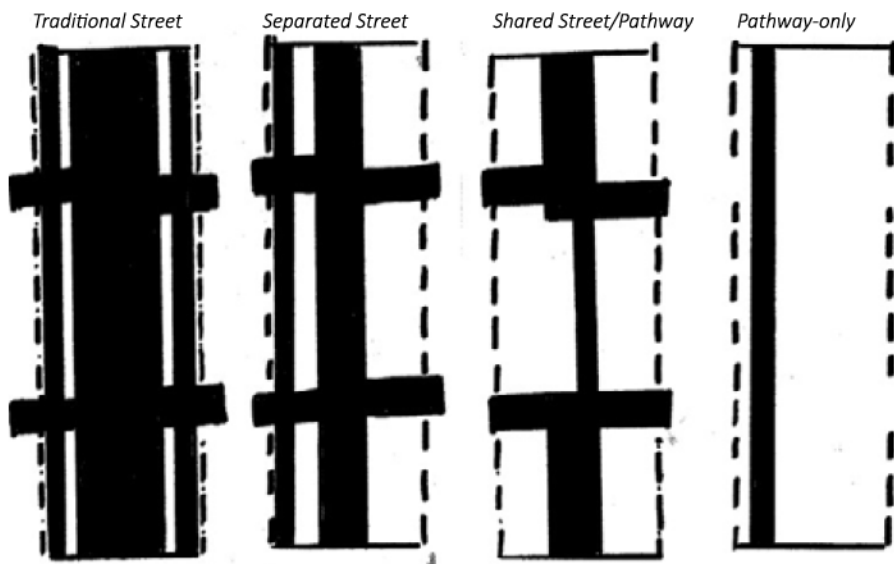 Traditional Street
Separated Street
Shared Street/Pathway
Pathway-only